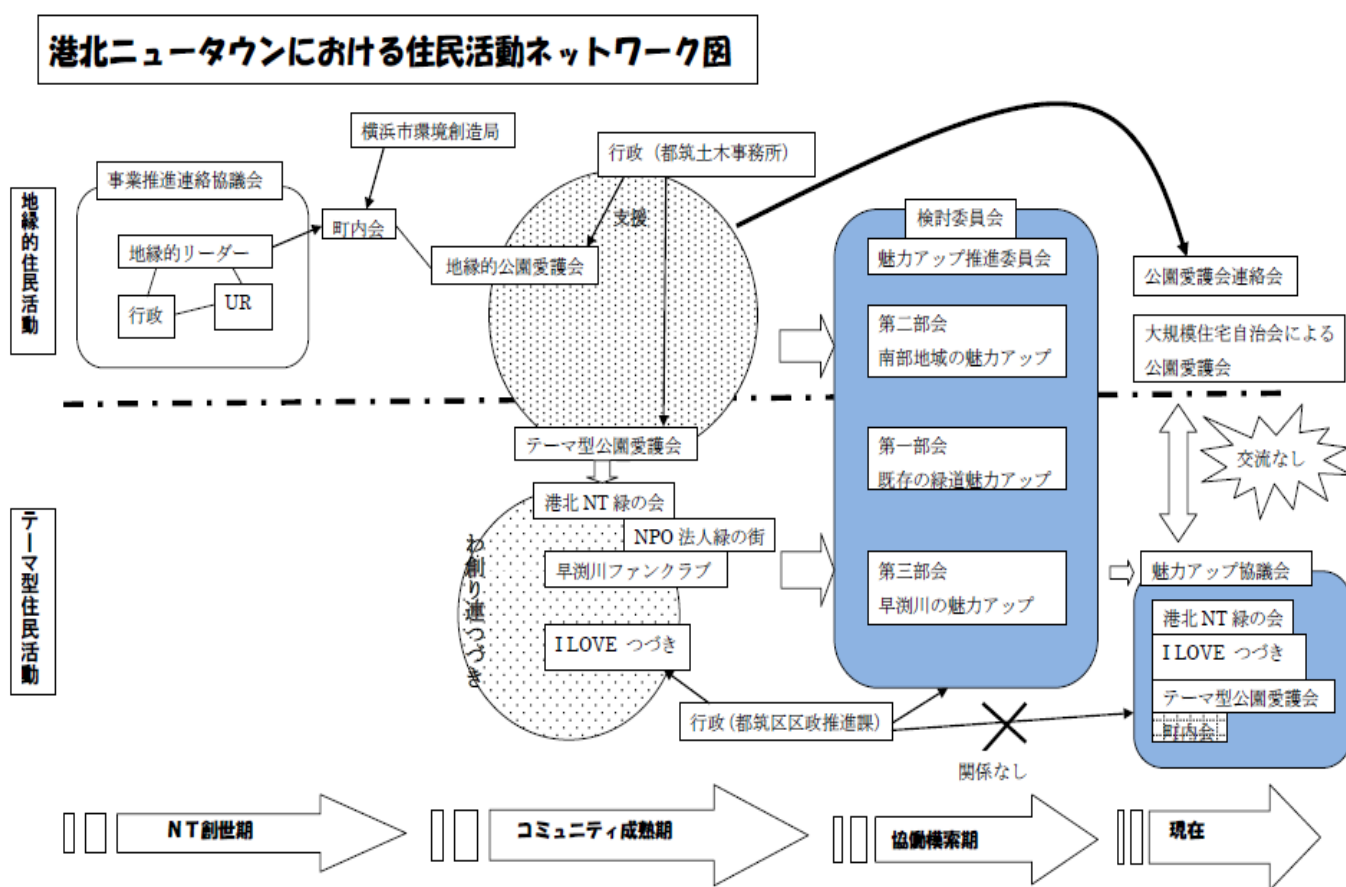 港北ニュータウンにおける住民活動ネットワーク図
横浜市環境創造局
行政（都筑土木事務所）
事業推進連絡協議会
地縁的住民活動
町内会
支援
地縁的リーダー
行政
UR
地縁的公園愛護会
検討委員会
魅力アップ推進委員会
第二部会
南部地域の魅力アップ
公園愛護会連絡会
大規模住宅自治会による
公園愛護会
テーマ型公園愛護会
第一部会
既存の緑道魅力アップ
交流なし
テーマ型住民活動
港北NT緑の会
NPO法人緑の街
早渕川ファンクラブ
I LOVE つづき
わ創り連つづき
第三部会
早渕川の魅力アップ
魅力アップ協議会
港北NT緑の会
I LOVE つづき
テーマ型公園愛護会
町内会
行政（都筑区区政推進課）
関係なし
NT創世期
コミュニティ成熟期
協働模索期
現在